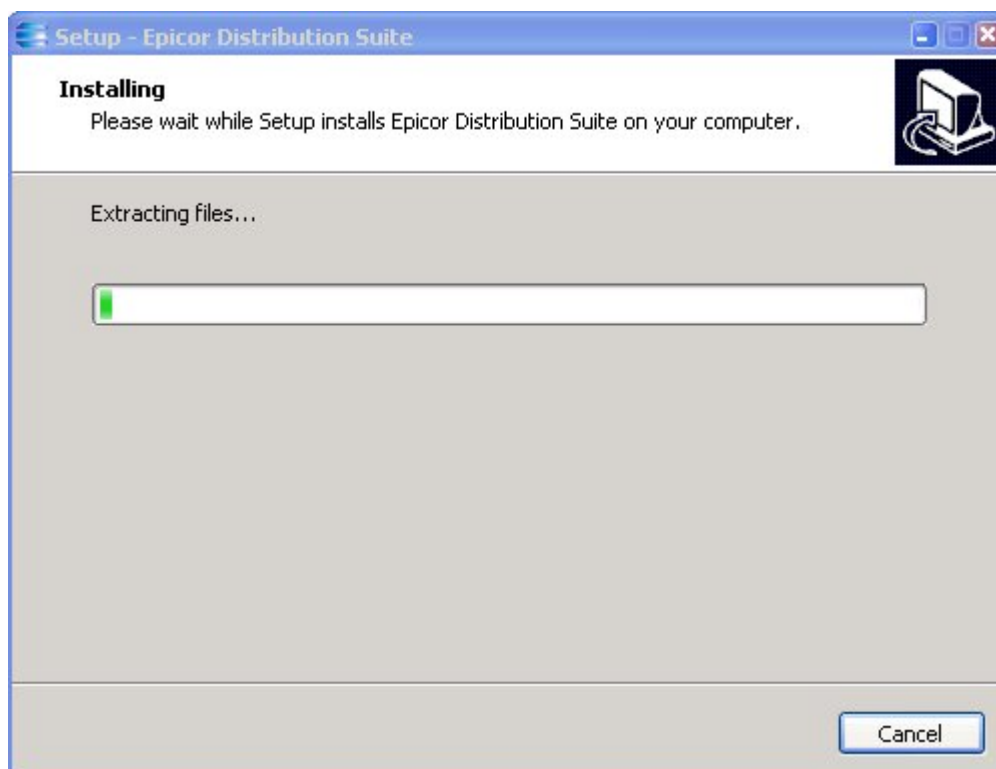 Setup - Epicor Distribution Suite
Installing
Please wait while Setup installs Epicor Distribution Suite on your computer.
Extracting files...
Cancel